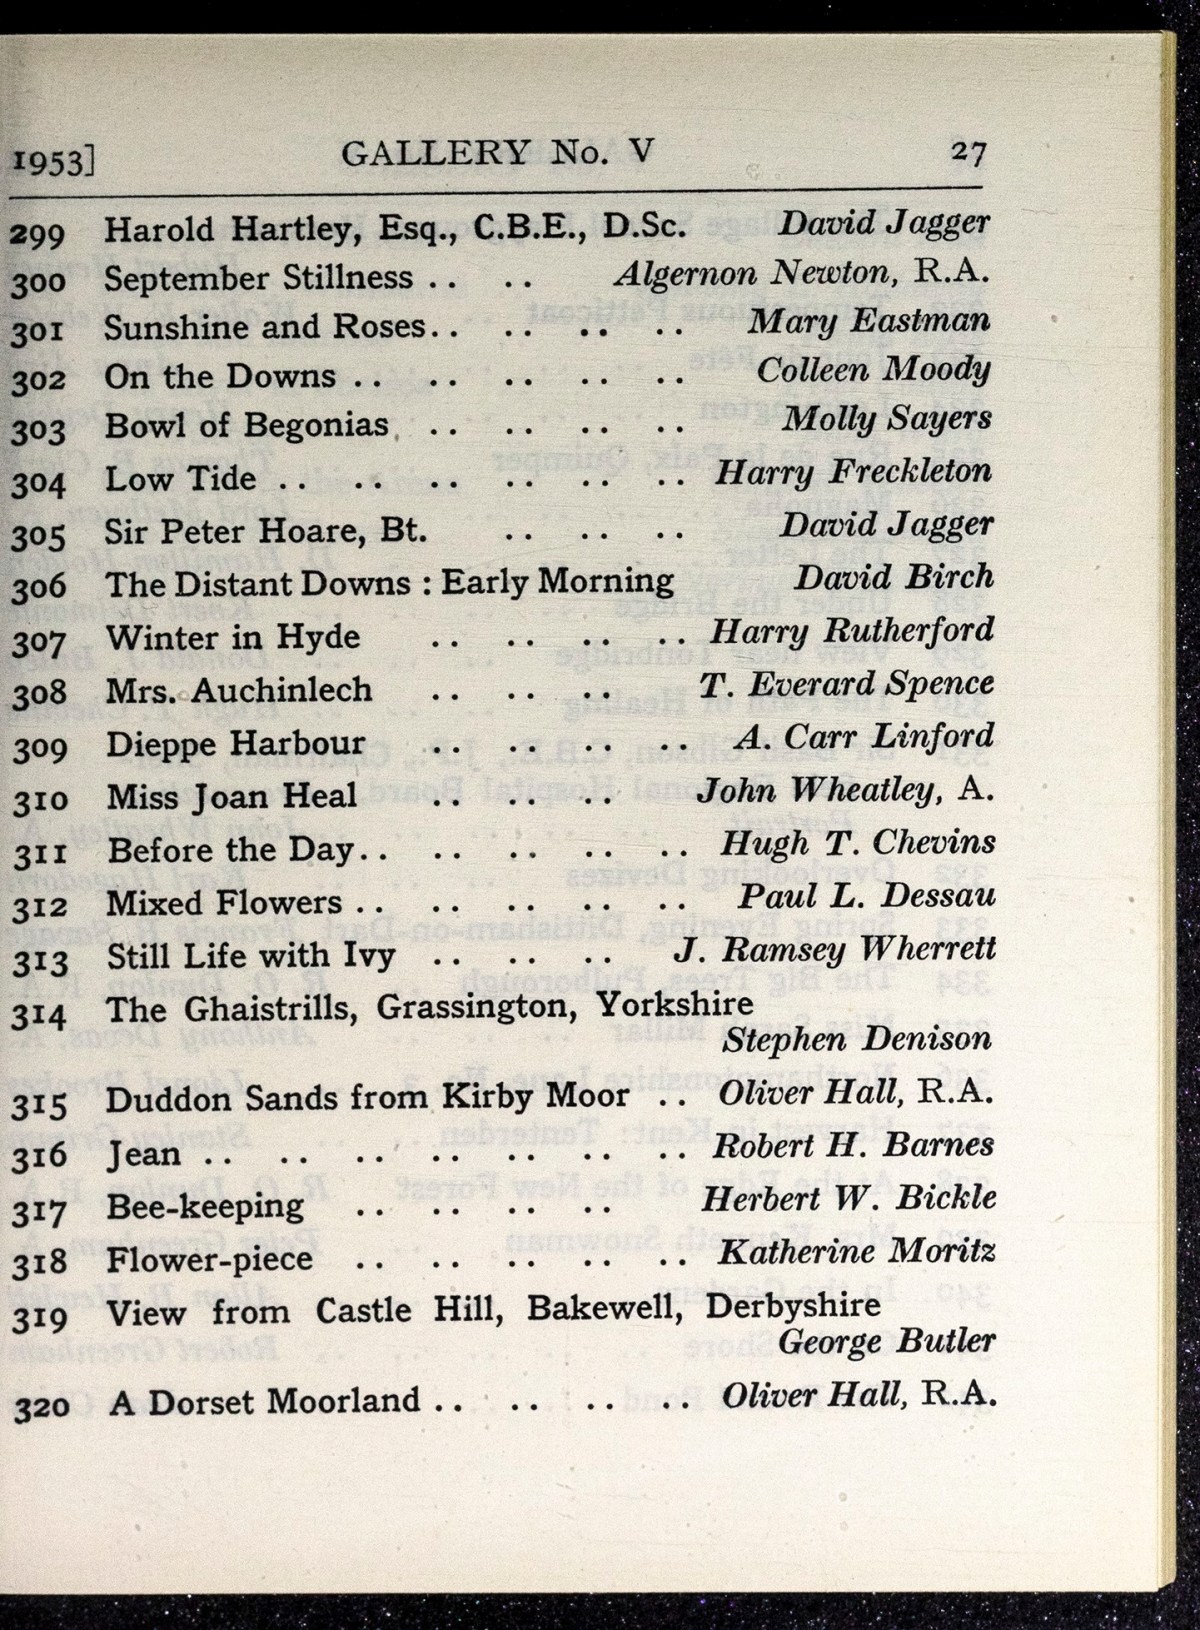 1953] GALLERY No. V 27
299 Harold Hartley, Esq., C.B.E., D.Sc. David Jagger
300 September Stillness .. .. Algernon Newton, R.A.
301 Sunshine and Roses.. .. .. .. Mary Eastman
302 On the Downs .. .. .. .. .. Colleen Moody
303 Bowl of Begonias .. .. .. .. Molly Sayers
304 Low Tide .. .. .. .. .. .. Harry Freckleton
305 Sir Peter Hoare, Bt. .. .. .. David Jagger
306 The Distant Downs : Early Morning David Birch
307 Winter in Hyde .. .. .. .. Harry Rutherford
308 Mrs. Auchinlech .. .. .. T. Everard Spence
309 Dieppe Harbour .. .. .. .. A. Carr Linford
310 Miss Joan Heal .. .. .. John Wheatley, A.
311 Before the Day.. .. .. .. .. Hugh T. Chevins
312 Mixed Flowers .. .. .. .. .. Paul L. Dessau
313 Still Life with Ivy .. .. .. J. Ramsey Wherrett
314 The Ghaistrills, Grassington, Yorkshire
Stephen Denison
315 Duddon Sands from Kirby Moor .. Oliver Hall, R.A.
316 Jean .. .. .. .. .. .. .. Robert H. Barnes
317 Bee-keeping .. .. .. .. Herbert W. Bickle
318 Flower-piece .. .. .. .. .. Katherine Moritz
319 View from Castle Hill, Bakewell, Derbyshire
George Butler
320 A Dorset Moorland .. .. .. .. Oliver Hall, R.A.